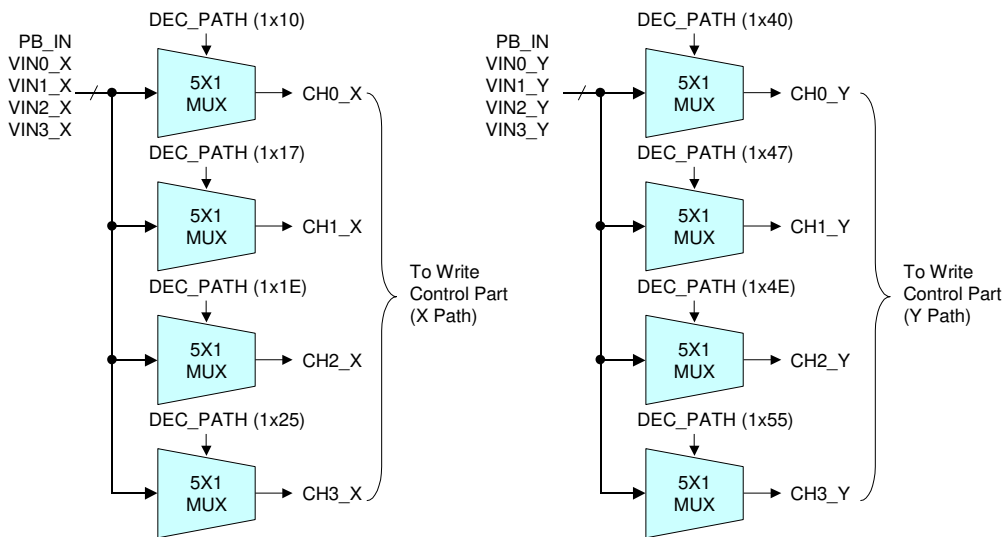 DEC_PATH (1x10)
PB_IN
VIN0_X
VIN1_X
VIN2_X
VIN3_X
5X1
MUX
CH0_X
DEC_PATH (1x17)
5X1
MUX
CH1_X
DEC_PATH (1x1E)
5X1
MUX
CH2_X
DEC_PATH (1x25)
5X1
MUX
CH3_X
To Write
Control Part
(X Path)
DEC_PATH (1x40)
PB_IN
VIN0_Y
VIN1_Y
VIN2_Y
VIN3_Y
5X1
MUX
CH0_Y
DEC_PATH (1x47)
5X1
MUX
CH1_Y
DEC_PATH (1x4E)
5X1
MUX
CH2_Y
DEC_PATH (1x55)
5X1
MUX
CH3_Y
To Write
Control Part
(Y Path)